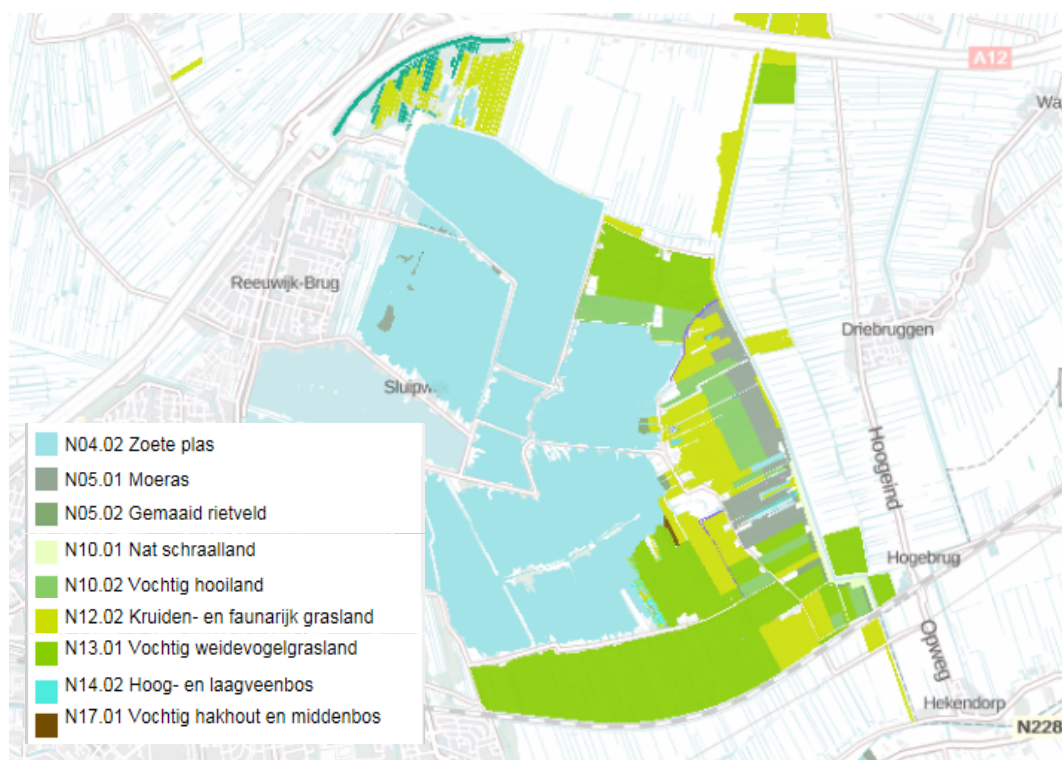 A12
Wa
Reeuwijk-Brug
Driebruggen
Sluipw
Hoogeind
Hogebrug
Opweg
Hekendorp
N228
N04.02 Zoete plas
N05.01 Moeras
N05.02 Gemaaid rietveld
N10.01 Nat schraalland
N10.02 Vochtig hooiland
N12.02 Kruiden- en faunarijk grasland
N13.01 Vochtig weidevogelgrasland
N14.02 Hoog- en laagveenbos
N17.01 Vochtig hakhout en middenbos